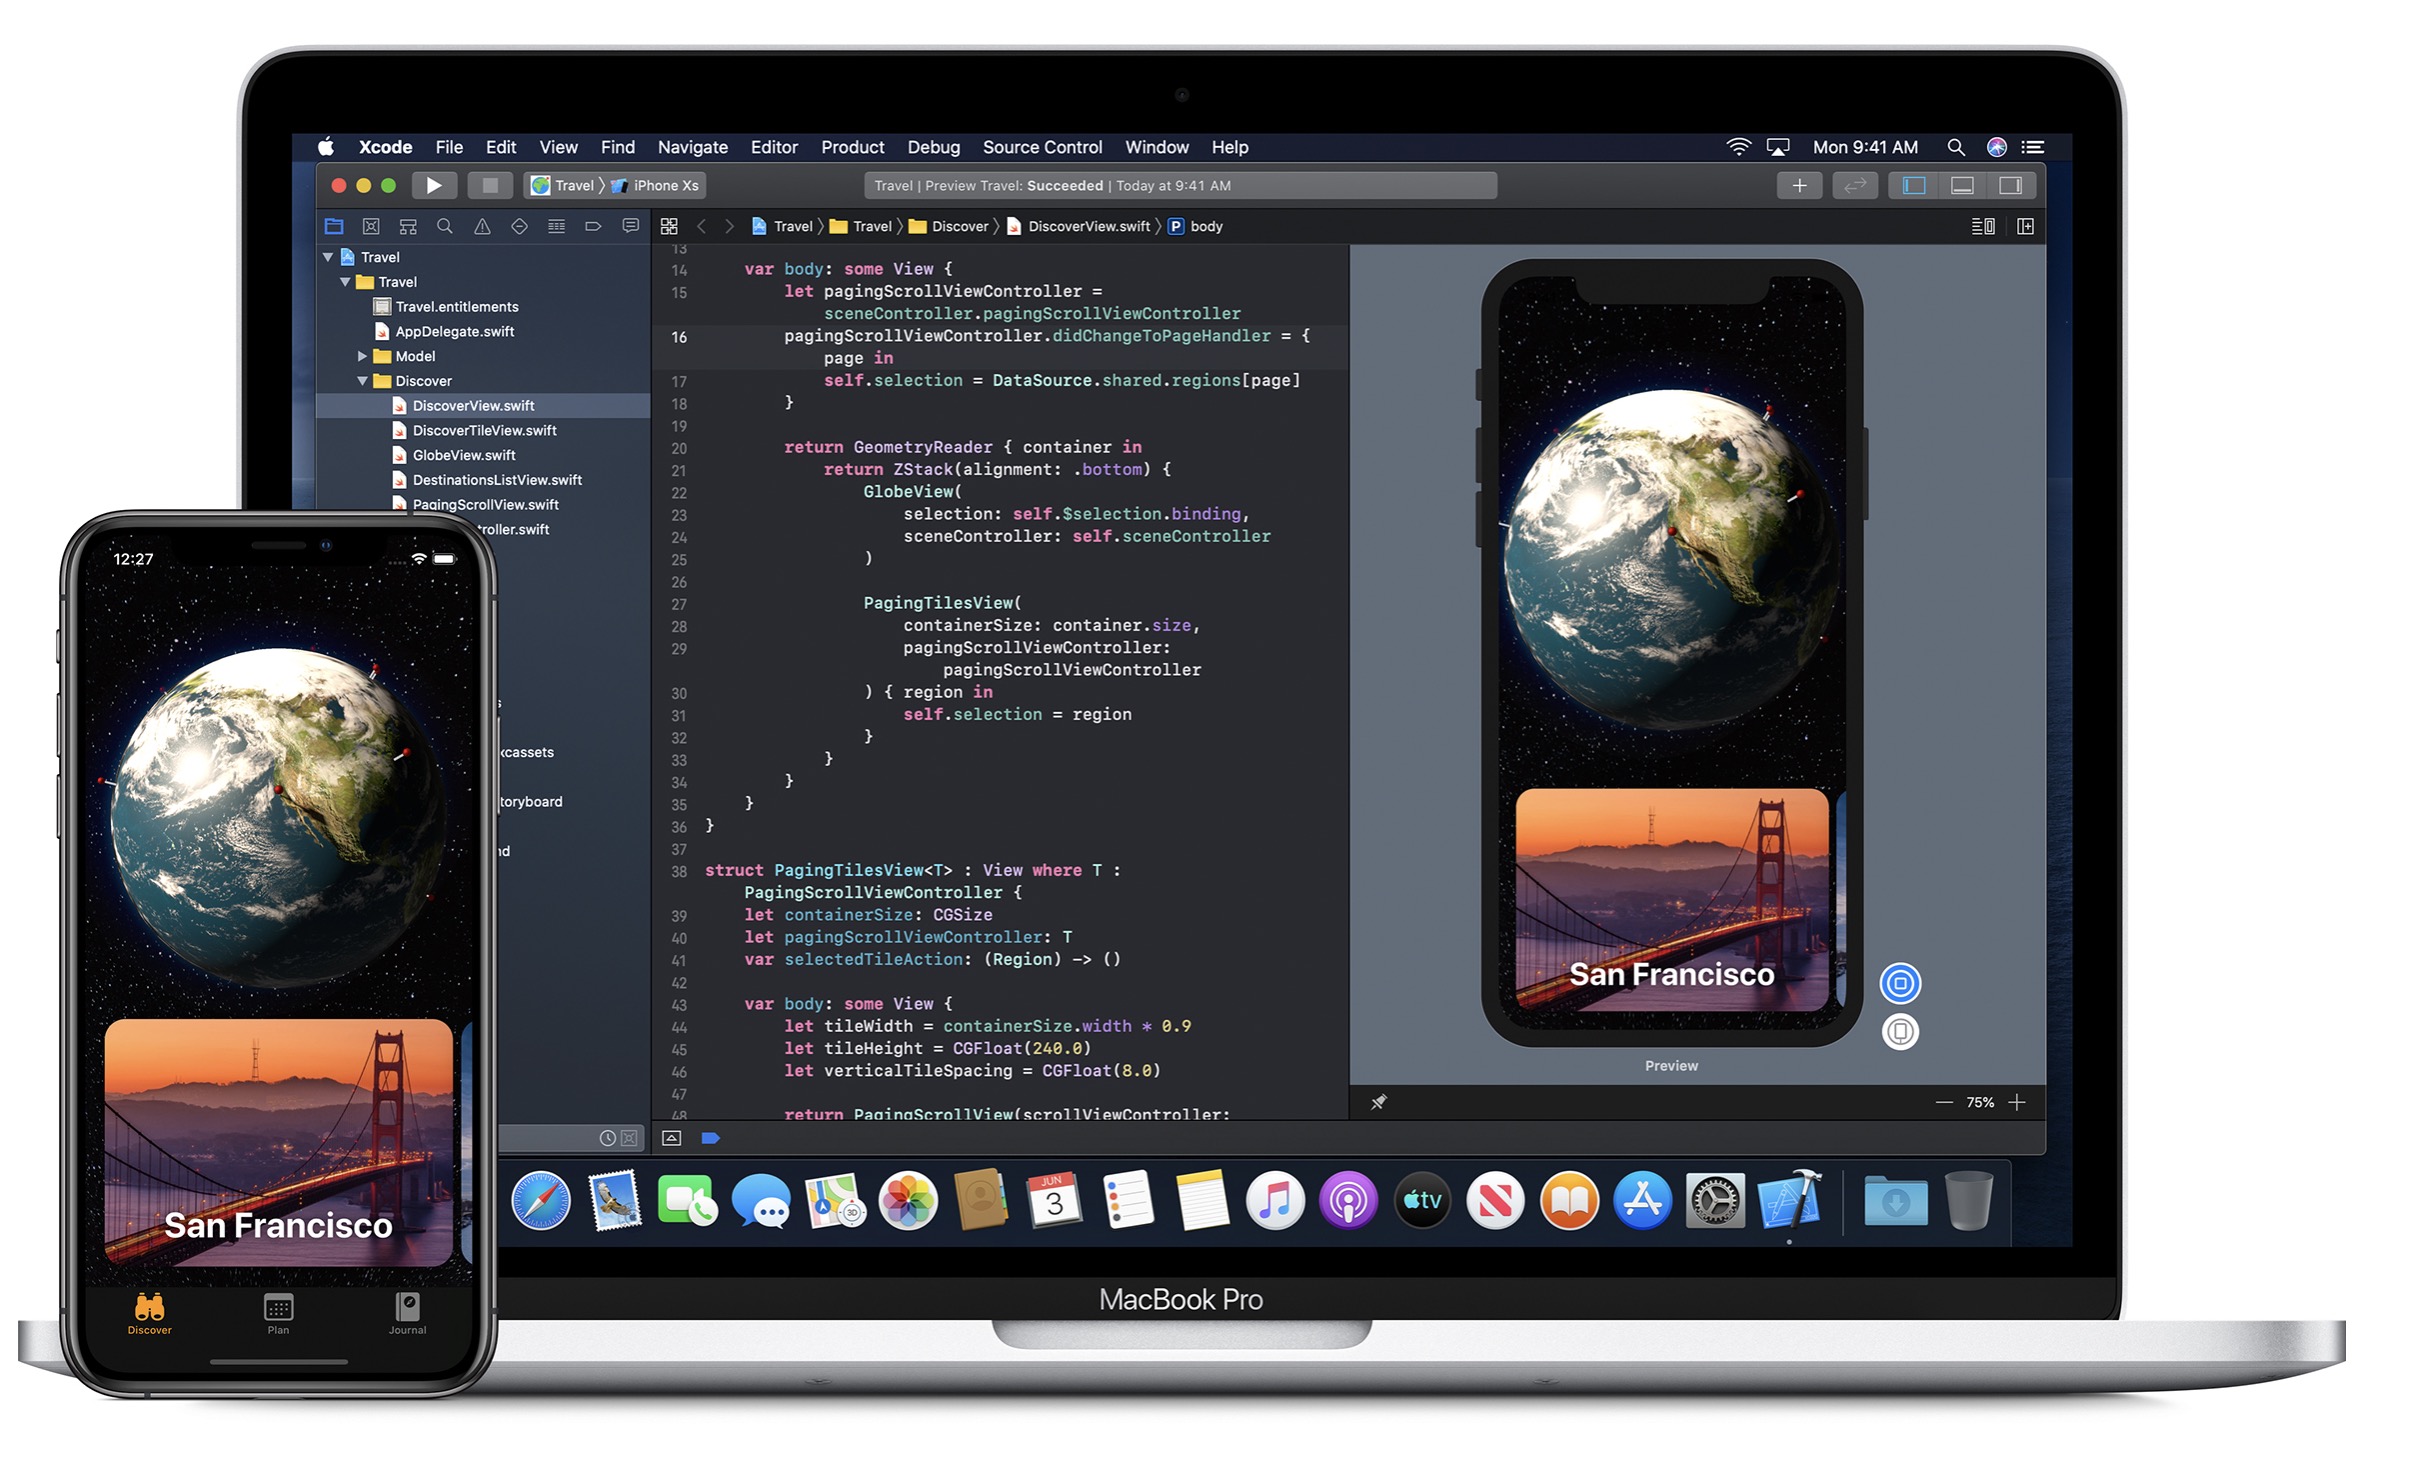 Xcode File Edit View Find Navigate Editor Product Debug Source Control Window Help Mon 9:41 AM
Travel 〉 iPhone Xs Travel | Preview Travel: Succeeded | Today at 9:41 AM
Travel 〉 Travel 〉 Discover 〉 DiscoverView.swift 〉 P body
Travel
Travel
Travel.entitlements
AppDelegate.swift
Model
Discover
DiscoverView.swift
DiscoverTileView.swift
GlobeView.swift
DestinationsListView.swift
PagingScrollView.swift
troller.swift
s
xcassets
toryboard
nd
13
14 var body: some View {
15 let pagingScrollViewController =
sceneController.pagingScrollViewController
16 pagingScrollViewController.didChangeToPageHandler = {
page in
17 self.selection = DataSource.shared.regions[page]
18 }
19
20 return GeometryReader { container in
21 return ZStack(alignment: .bottom) {
22 GlobeView(
23 selection: self.$selection.binding,
24 sceneController: self.sceneController
25 )
26
27 PagingTilesView(
28 containerSize: container.size,
29 pagingScrollViewController:
pagingScrollViewController
30 ) { region in
31 self.selection = region
32 }
33 }
34 }
35 }
36 }
37
38 struct PagingTilesView<T> : View where T :
PagingScrollViewController {
39 let containerSize: CGSize
40 let pagingScrollViewController: T
41 var selectedTileAction: (Region) -> ()
42
43 var body: some View {
44 let tileWidth = containerSize.width * 0.9
45 let tileHeight = CGFloat(240.0)
46 let verticalTileSpacing = CGFloat(8.0)
47
48 return PagingScrollView(scrollViewController:
San Francisco
Preview
75%
JUN
3
3D
tv
MacBook Pro
12:27
San Francisco
Discover Plan Journal